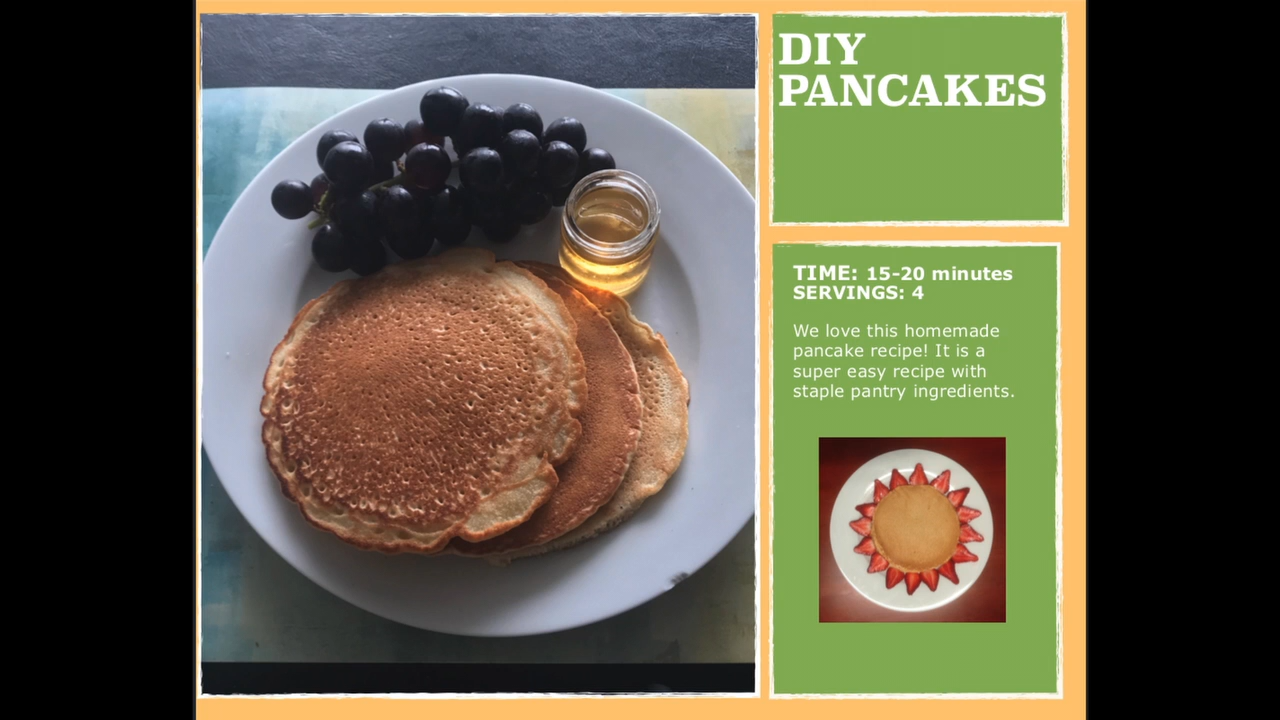 DIY
PANCAKES
TIME: 15-20 minutes
SERVINGS: 4
We love this homemade
pancake recipe! It is a
super easy recipe with
staple pantry ingredients.